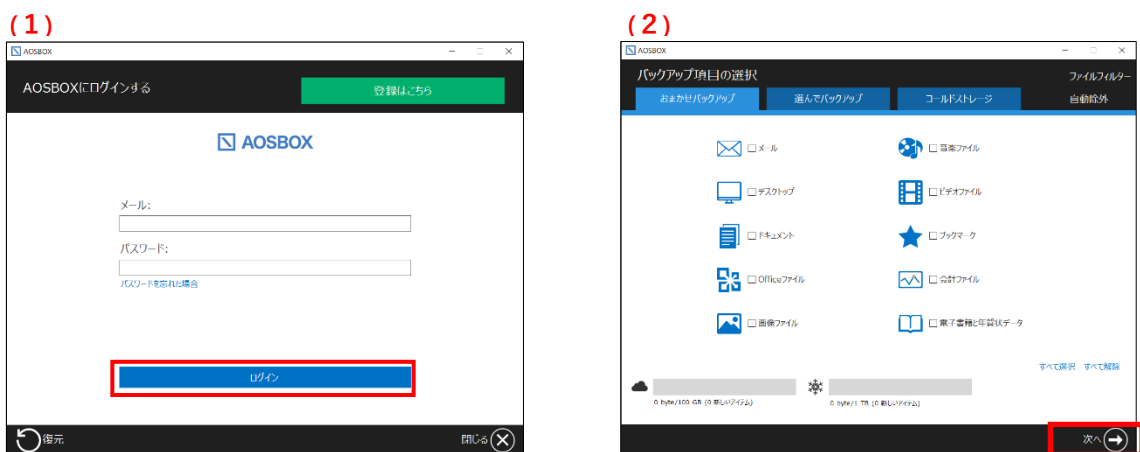 (1)
AOSBOX
AOSBOXにログインする
登録はこちら
AOSBOX
メール:
パスワード:
パスワードを忘れた場合
ログイン
復元
閉じる
(2)
AOSBOX
バックアップ項目の選択
ファイルフィルター
おまかせバックアップ
選んでバックアップ
コールドストレージ
自動除外
メール
音楽ファイル
デスクトップ
ビデオファイル
ドキュメント
ブックマーク
Officeファイル
会計ファイル
画像ファイル
電子書籍と年賀状データ
すべて選択 すべて解除
0 byte/100 GB (0 新しいアイテム)
0 byte/1 TB (0 新しいアイテム)
次へ